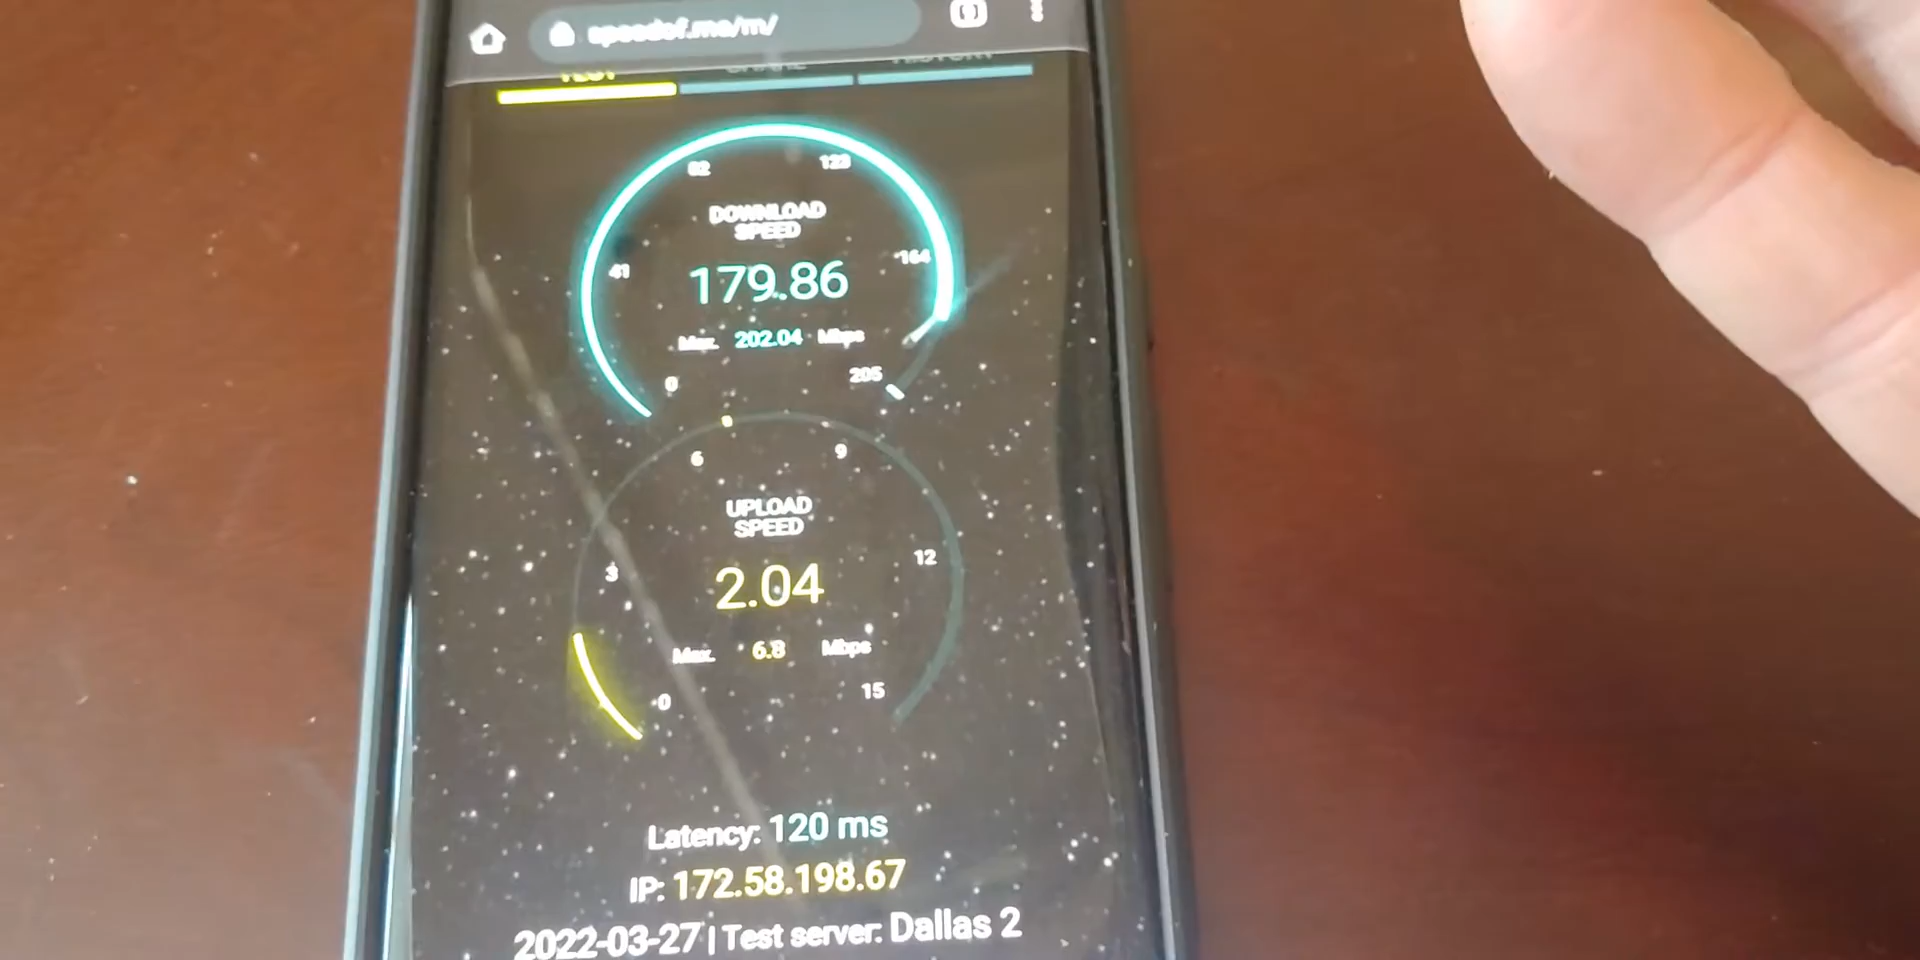 speedof.me/m/
TEST
82 123
DOWNLOAD
SPEED
41 164
179.86
Max. 202.04 Mbps
0 205
6 9
UPLOAD
SPEED
3 12
2.04
Max. 6.8 Mbps
0 15
Latency: 120 ms
IP: 172.58.198.67
2022-03-27 | Test server: Dallas 2